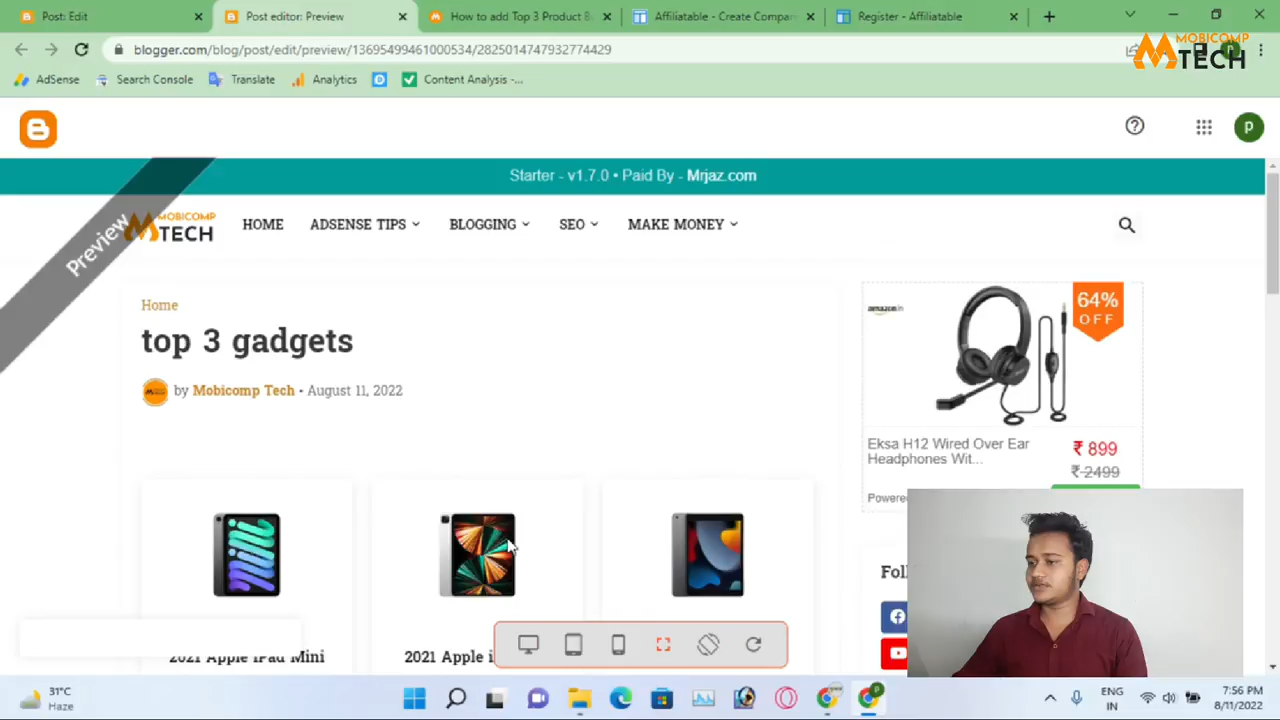 Post: Edit
Post editor: Preview
How to add Top 3 Product B
Affiliatable - Create Compari
Register - Affiliatable
blogger.com/blog/post/edit/preview/13695499461000534/2825014747932774429
MOBICOMP
TECH
AdSense
Search Console
Translate
Analytics
Content Analysis -...
p
Starter - v1.7.0 • Paid By - Mrjaz.com
Preview
MOBICOMP
TECH
HOME
ADSENSE TIPS
BLOGGING
SEO
MAKE MONEY
Home
top 3 gadgets
by Mobicomp Tech • August 11, 2022
amazon.in
64%
OFF
Eksa H12 Wired Over Ear
Headphones Wit...
₹ 899
₹ 2499
Powere
Foll
2021 Apple iPad Mini
2021 Apple i
31°C
Haze
ENG
IN
7:56 PM
8/11/2022